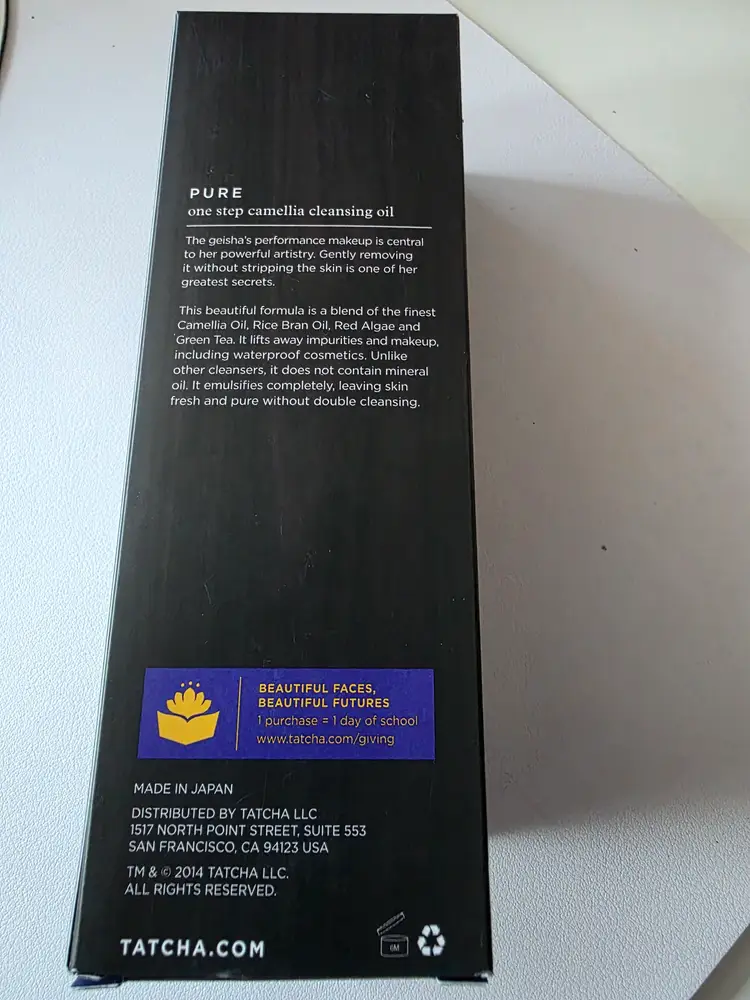 PURE
one step camellia cleansing oil
The geisha's performance makeup is central
to her powerful artistry. Gently removing
it without stripping the skin is one of her
greatest secrets.
This beautiful formula is a blend of the finest
Camellia Oil, Rice Bran Oil, Red Algae and
Green Tea. It lifts away impurities and makeup,
including waterproof cosmetics. Unlike
other cleansers, it does not contain mineral
oil. It emulsifies completely, leaving skin
fresh and pure without double cleansing.
BEAUTIFUL FACES,
BEAUTIFUL FUTURES
1 purchase = 1 day of school
www.tatcha.com/giving
MADE IN JAPAN
DISTRIBUTED BY TATCHA LLC
1517 NORTH POINT STREET, SUITE 553
SAN FRANCISCO, CA 94123 USA
TM & © 2014 TATCHA LLC.
ALL RIGHTS RESERVED.
6M
TATCHA.COM